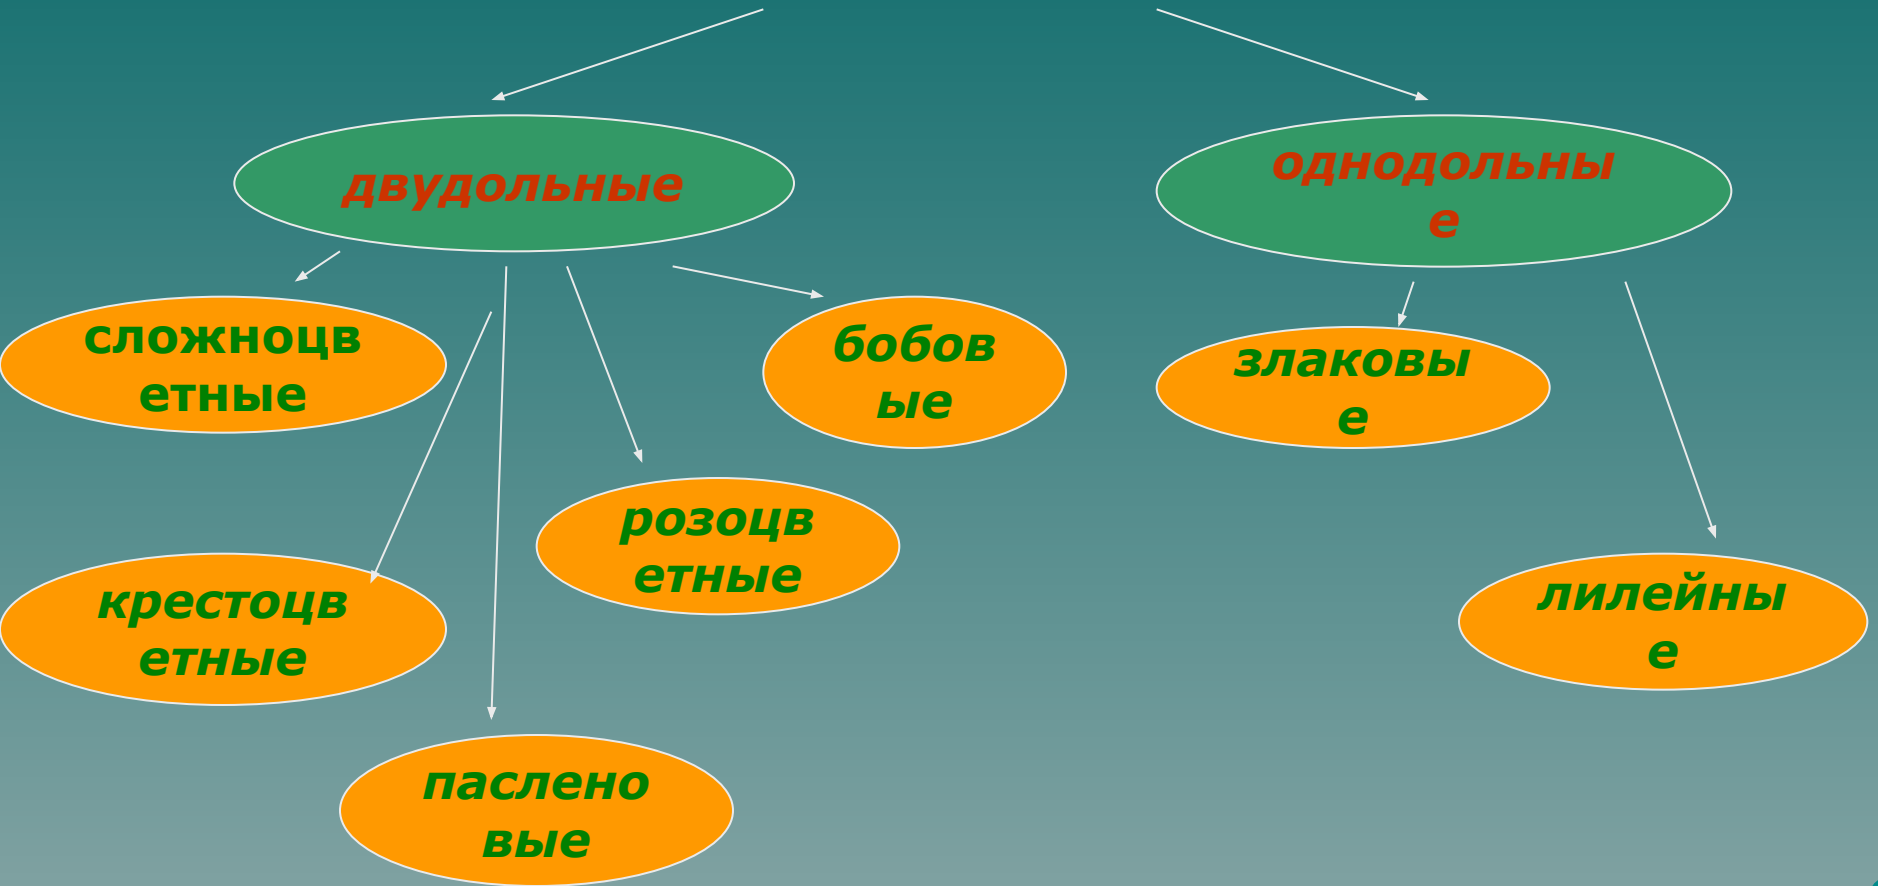 двудольные
однодольны
е
сложноцв
етные
бобов
ые
злаковы
е
розоцв
етные
крестоцв
етные
лилейны
е
паслено
вые